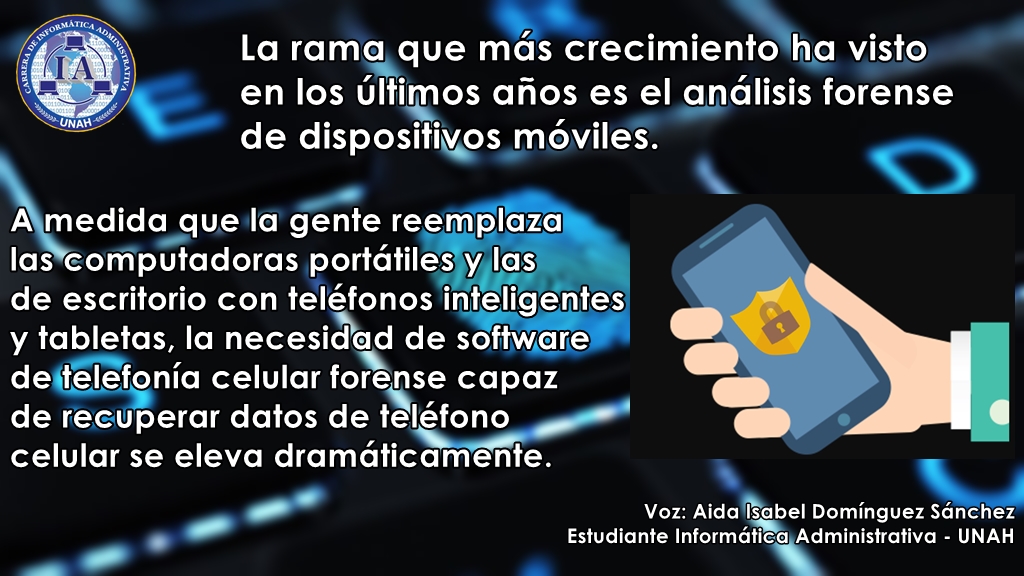 CARRERA DE INFORMÁTICA ADMINISTRATIVA
IA
UNAH
E
D
La rama que más crecimiento ha visto
en los últimos años es el análisis forense
de dispositivos móviles.
A medida que la gente reemplaza
las computadoras portátiles y las
de escritorio con teléfonos inteligentes
y tabletas, la necesidad de software
de telefonía celular forense capaz
de recuperar datos de teléfono
celular se eleva dramáticamente.
Voz: Aida Isabel Domínguez Sánchez
Estudiante Informática Administrativa - UNAH